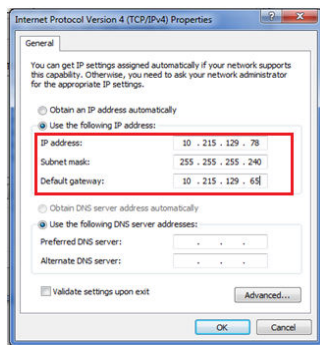 Internet Protocol Version 4 (TCP/IPv4) Properties
General
You can get IP settings assigned automatically if your network supports
this capability. Otherwise, you need to ask your network administrator
for the appropriate IP settings.
Obtain an IP address automatically
Use the following IP address:
IP address: 10 . 215 . 129 . 78
Subnet mask: 255 . 255 . 255 . 240
Default gateway: 10 . 215 . 129 . 65
Obtain DNS server address automatically
Use the following DNS server addresses:
Preferred DNS server: . . .
Alternate DNS server: . . .
Validate settings upon exit
Advanced...
OK Cancel